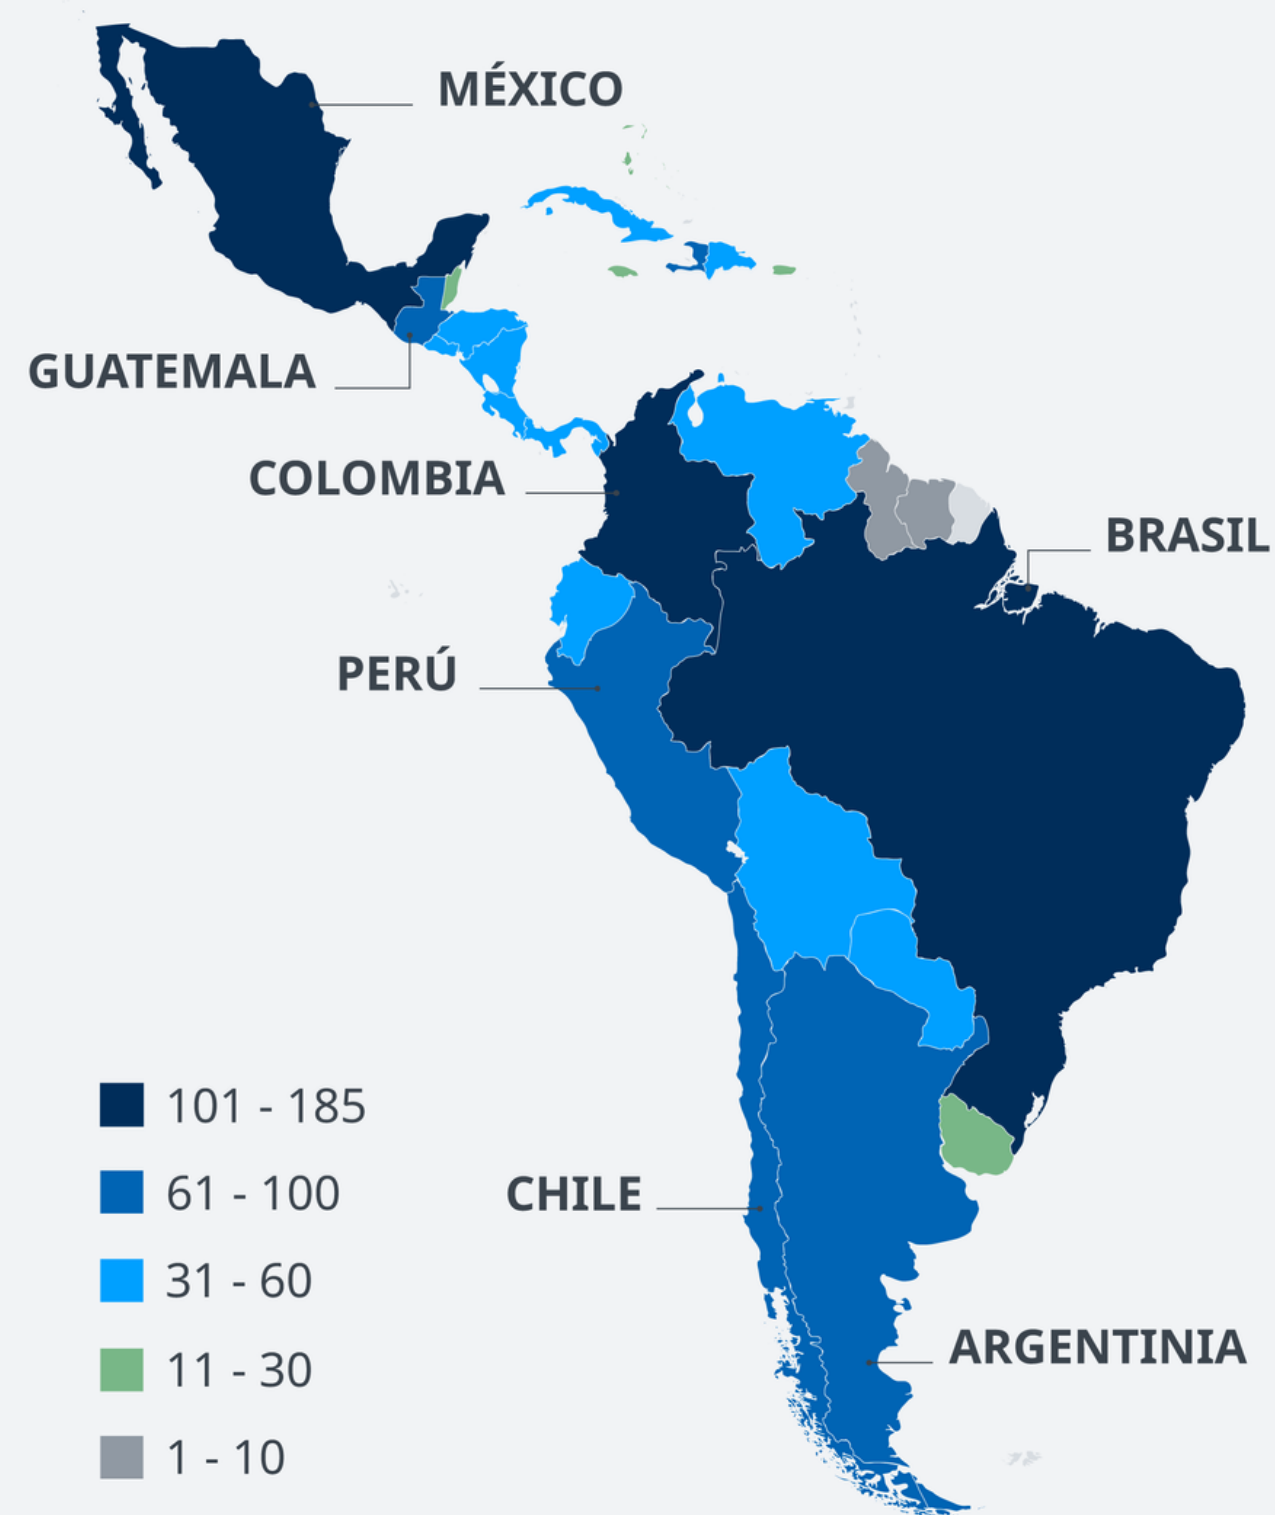 MÉXICO
GUATEMALA
COLOMBIA
BRASIL
PERÚ
CHILE
ARGENTINIA
101 - 185
61 - 100
31 - 60
11 - 30
1 - 10